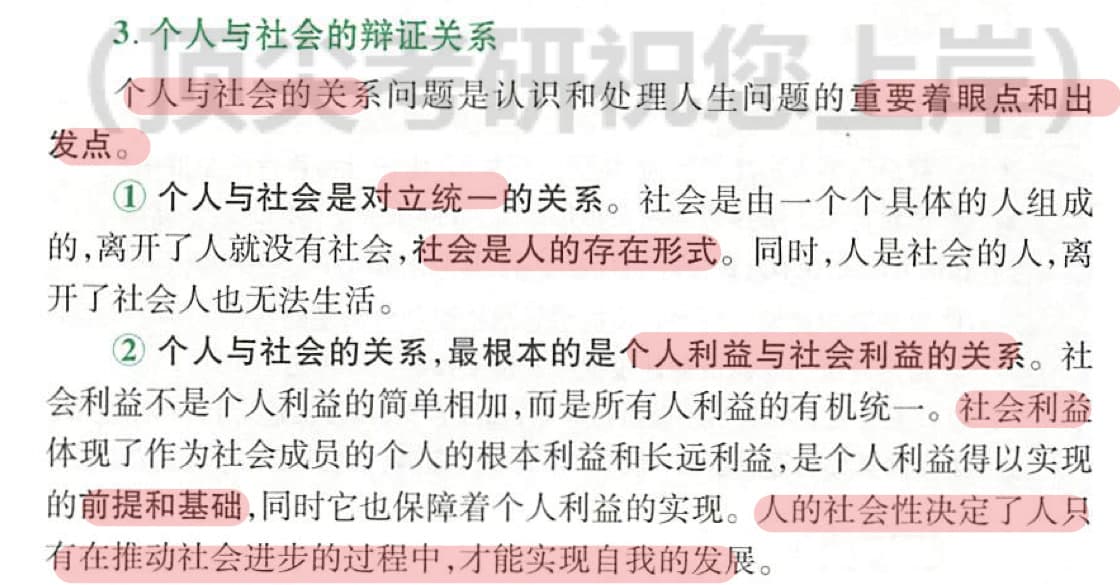 (顶尖考研祝您上岸)
3. 个人与社会的辩证关系
个人与社会的关系问题是认识和处理人生问题的重要着眼点和出
发点。
① 个人与社会是对立统一的关系。社会是由一个个具体的人组成
的,离开了人就没有社会,社会是人的存在形式。同时,人是社会的人,离
开了社会人也无法生活。
② 个人与社会的关系,最根本的是个人利益与社会利益的关系。社
会利益不是个人利益的简单相加,而是所有人利益的有机统一。社会利益
体现了作为社会成员的个人的根本利益和长远利益,是个人利益得以实现
的前提和基础,同时它也保障着个人利益的实现。人的社会性决定了人只
有在推动社会进步的过程中,才能实现自我的发展。